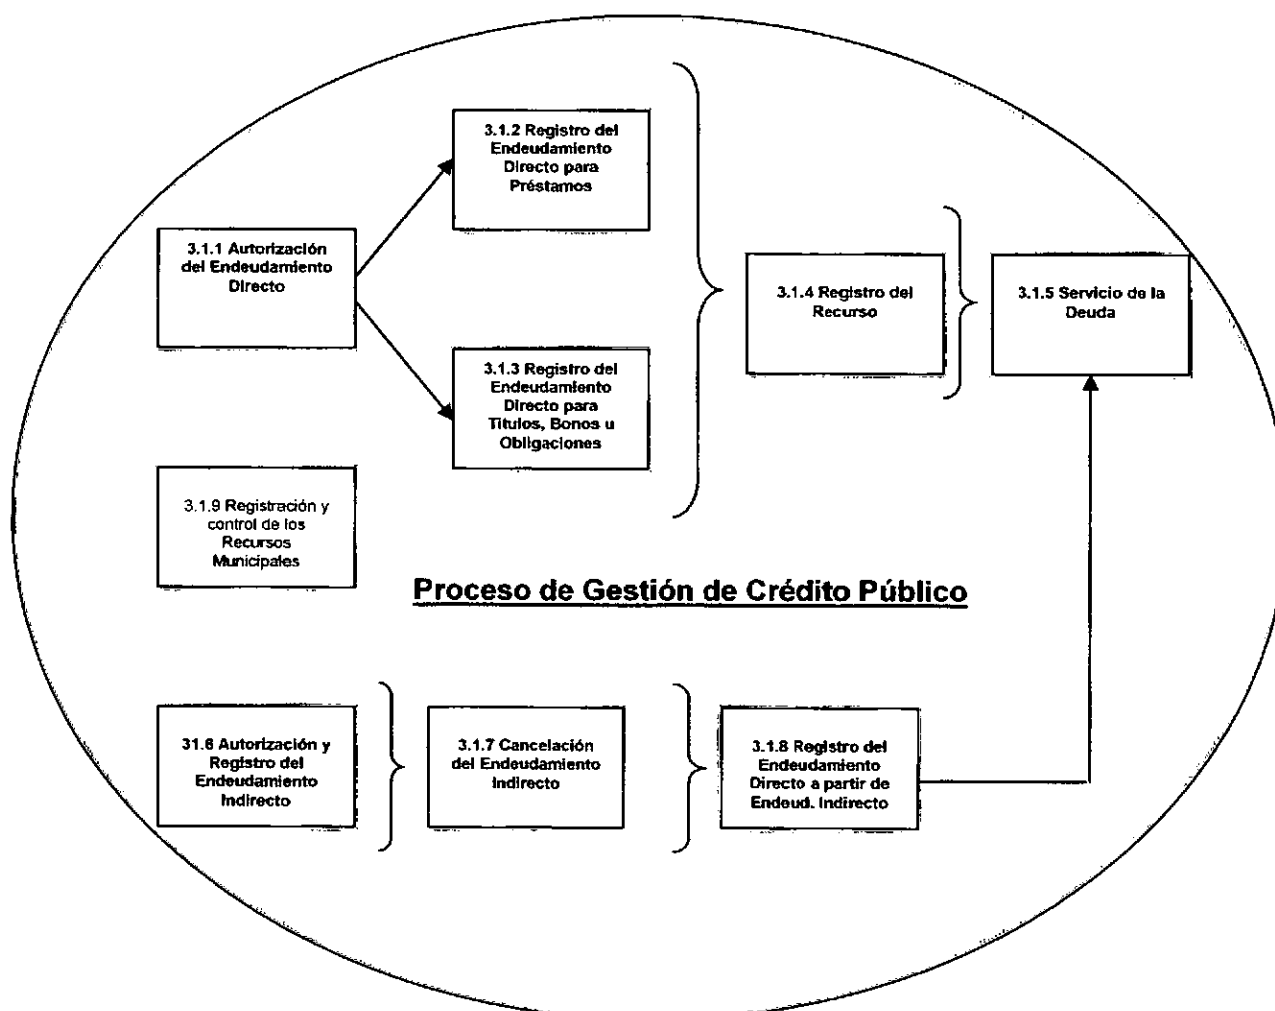 3.1.2 Registro del
Endeudamiento
Directo para
Préstamos
3.1.1 Autorización
del Endeudamiento
Directo
3.1.4 Registro del
Recurso
3.1.5 Servicio de la
Deuda
3.1.3 Registro del
Endeudamiento
Directo para
Titulos, Bonos u
Obligaciones
3.1.9 Registración y
control de los
Recursos
Municipales
Proceso de Gestión de Crédito Público
31.6 Autorización y
Registro del
Endeudamiento
Indirecto
3.1.7 Cancelación
del Endeudamiento
Indirecto
3.1.8 Registro del
Endeudamiento
Directo a partir de
Endeud. Indirecto